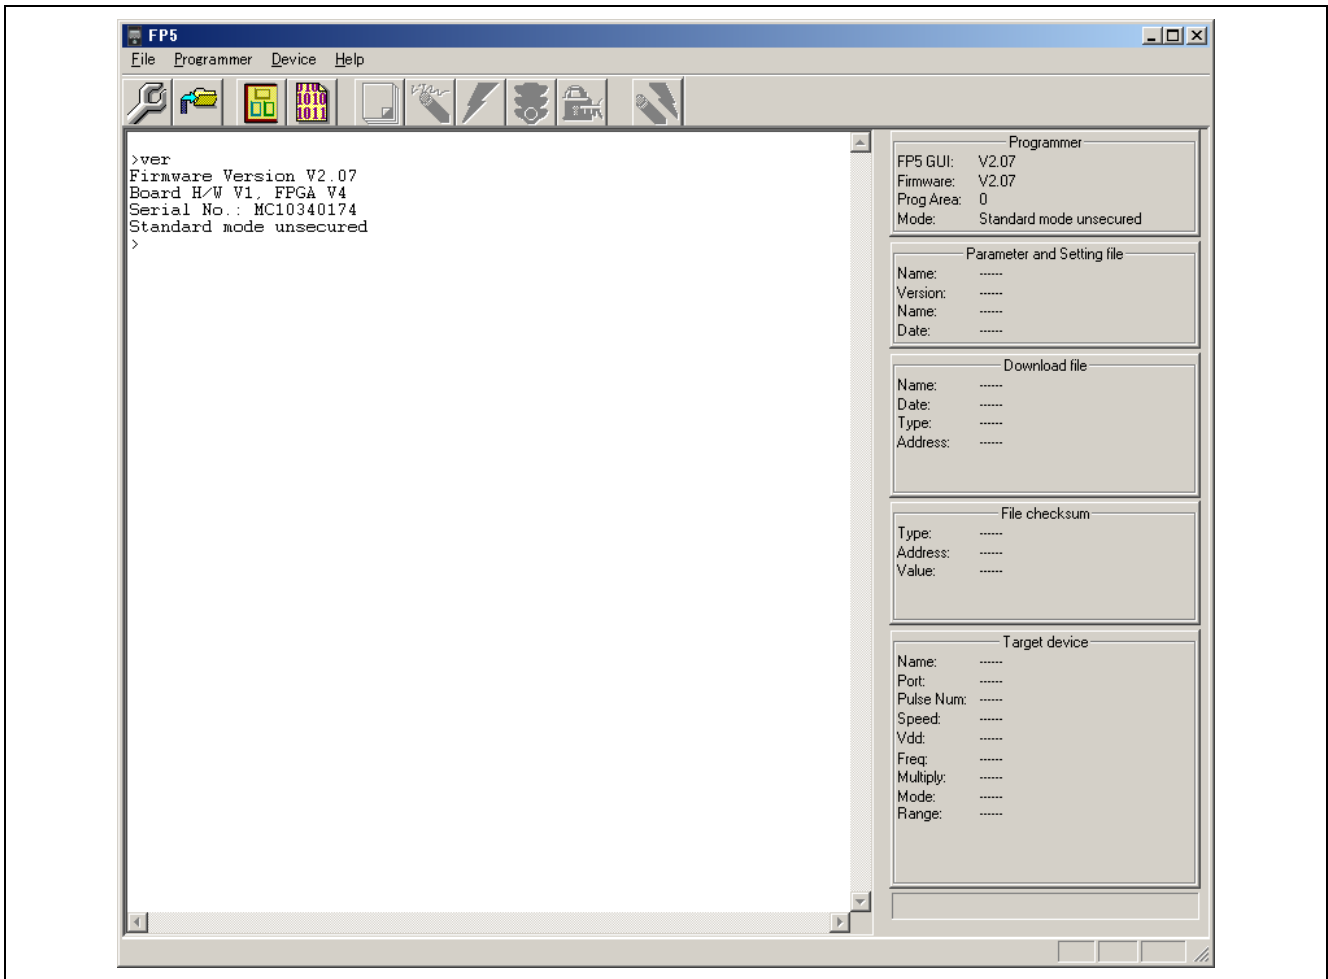 FP5
File Programmer Device Help
110
1010
1011
>ver
Firmware Version V2.07
Board H/W V1, FPGA V4
Serial No.: MC10340174
Standard mode unsecured
>
Programmer
FP5 GUI: V2.07
Firmware: V2.07
Prog Area: 0
Mode: Standard mode unsecured
Parameter and Setting file
Name: ------
Version: ------
Name: ------
Date: ------
Download file
Name: ------
Date: ------
Type: ------
Address: ------
File checksum
Type: ------
Address: ------
Value: ------
Target device
Name: ------
Port: ------
Pulse Num: ------
Speed: ------
Vdd: ------
Freq: ------
Multiply: ------
Mode: ------
Range: ------